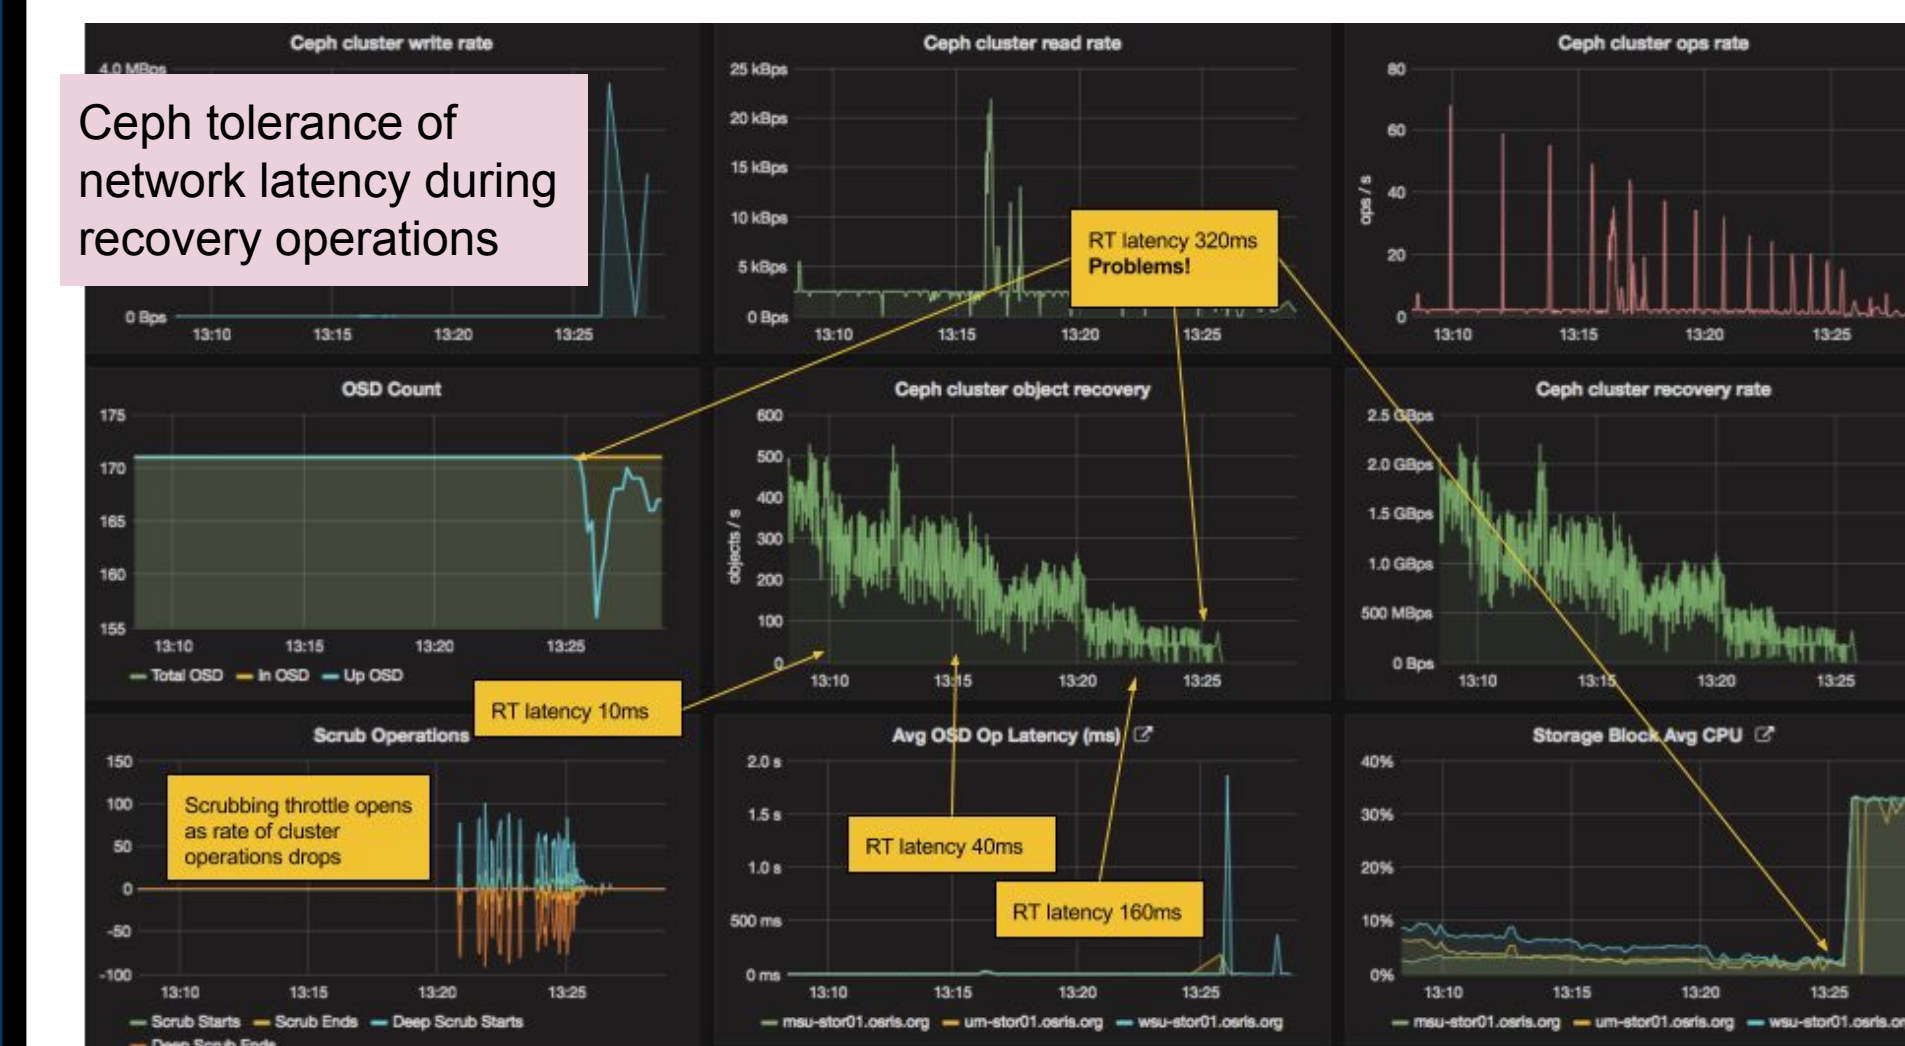 Ceph cluster write rate
4.0 MBps
Ceph tolerance of
network latency during
recovery operations
0 Bps
13:10 13:15 13:20 13:25
Ceph cluster read rate
25 kBps
20 kBps
15 kBps
10 kBps
5 kBps
0 Bps
13:10 13:15 13:20 13:25
RT latency 320ms
Problems!
Ceph cluster ops rate
80
60
40
20
0
ops / s
13:10 13:15 13:20 13:25
OSD Count
175
170
165
160
155
13:10 13:15 13:20 13:25
Total OSD In OSD Up OSD
Ceph cluster object recovery
600
500
400
300
200
100
0
objects / s
13:10 13:15 13:20 13:25
Ceph cluster recovery rate
2.5 GBps
2.0 GBps
1.5 GBps
1.0 GBps
500 MBps
0 Bps
13:10 13:15 13:20 13:25
RT latency 10ms
Scrub Operations
150
100
50
0
-50
-100
Scrubbing throttle opens
as rate of cluster
operations drops
13:10 13:15 13:20 13:25
Scrub Starts Scrub Ends Deep Scrub Starts
Deep Scrub Ends
Avg OSD Op Latency (ms)
2.0 s
1.5 s
1.0 s
500 ms
0 ms
RT latency 40ms
RT latency 160ms
13:10 13:15 13:20 13:25
msu-stor01.osris.org um-stor01.osris.org wsu-stor01.osris.org
Storage Block Avg CPU
40%
30%
20%
10%
0%
13:10 13:15 13:20 13:25
msu-stor01.osris.org um-stor01.osris.org wsu-stor01.osris.or